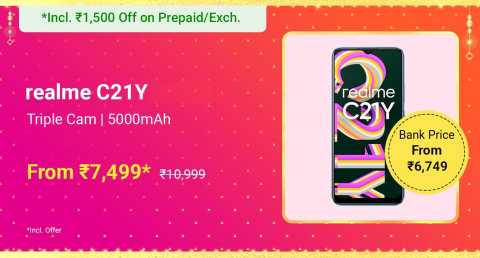 *Incl. ₹1,500 Off on Prepaid/Exch.
realme C21Y
Triple Cam | 5000mAh
From ₹7,499* ₹10,999
*Incl. Offer
realme
C21Y
C21Y
Bank Price
From
₹6,749